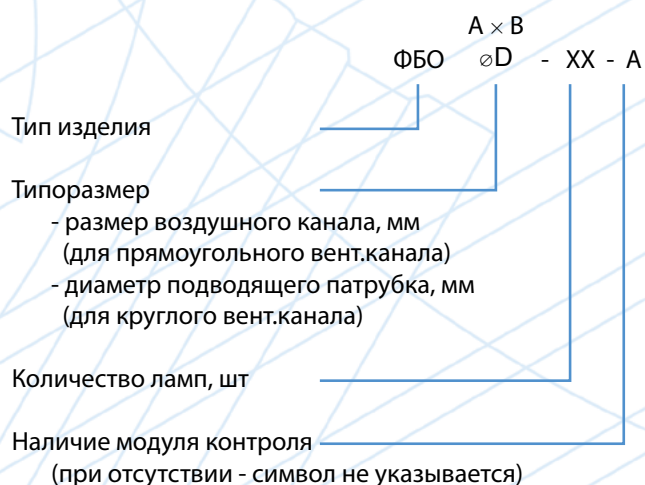 А × В
ФБО ⌀D - XX - А
Тип изделия
Типоразмер
- размер воздушного канала, мм
(для прямоугольного вент.канала)
- диаметр подводящего патрубка, мм
(для круглого вент.канала)
Количество ламп, шт
Наличие модуля контроля
(при отсутствии - символ не указывается)